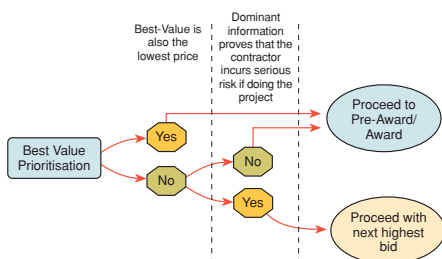 Best-Value is
also the
lowest price
Dominant
information
proves that the
contractor
incurs serious
risk if doing the
project
Best Value
Prioritisation
Yes
No
No
Yes
Proceed to
Pre-Award/
Award
Proceed with
next highest
bid